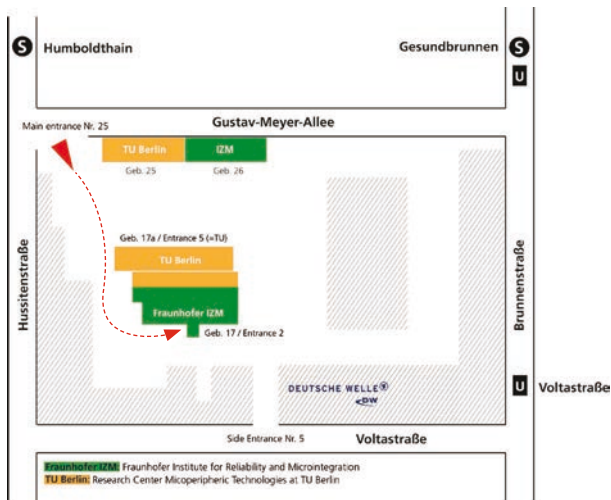 S Humboldthain
Gesundbrunnen S
U
Main entrance Nr. 25
Gustav-Meyer-Allee
TU Berlin
IZM
Geb. 25
Geb. 26
Geb. 17a / Entrance 5 (=TU)
TU Berlin
Fraunhofer IZM
Geb. 17 / Entrance 2
Hussitenstraße
Brunnenstraße
DEUTSCHE WELLE
DW
U Voltastraße
Side Entrance Nr. 5
Voltastraße
Fraunhofer IZM: Fraunhofer Institute for Reliability and Microintegration
TU Berlin: Research Center Micoperipheric Technologies at TU Berlin